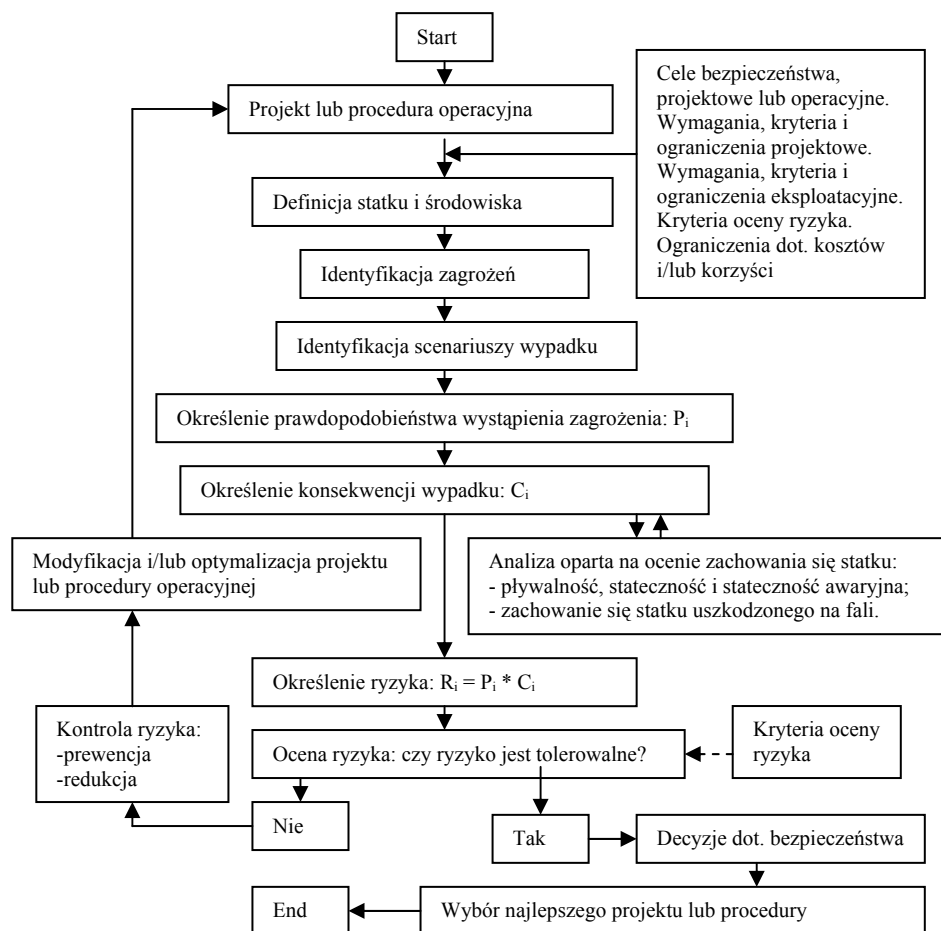 Start
Projekt lub procedura operacyjna
Cele bezpieczeństwa,
projektowe lub operacyjne.
Wymagania, kryteria i
ograniczenia projektowe.
Wymagania, kryteria i
ograniczenia eksploatacyjne.
Kryteria oceny ryzyka.
Ograniczenia dot. kosztów
i/lub korzyści
Definicja statku i środowiska
Identyfikacja zagrożeń
Identyfikacja scenariuszy wypadku
Określenie prawdopodobieństwa wystąpienia zagrożenia: Pᵢ
Określenie konsekwencji wypadku: Cᵢ
Modyfikacja i/lub optymalizacja projektu
lub procedury operacyjnej
Analiza oparta na ocenie zachowania się statku:
- pływalność, stateczność i stateczność awaryjna;
- zachowanie się statku uszkodzonego na fali.
Określenie ryzyka: Rᵢ = Pᵢ * Cᵢ
Kontrola ryzyka:
-prewencja
-redukcja
Ocena ryzyka: czy ryzyko jest tolerowalne?
Kryteria oceny
ryzyka
Nie
Tak
Decyzje dot. bezpieczeństwa
End
Wybór najlepszego projektu lub procedury